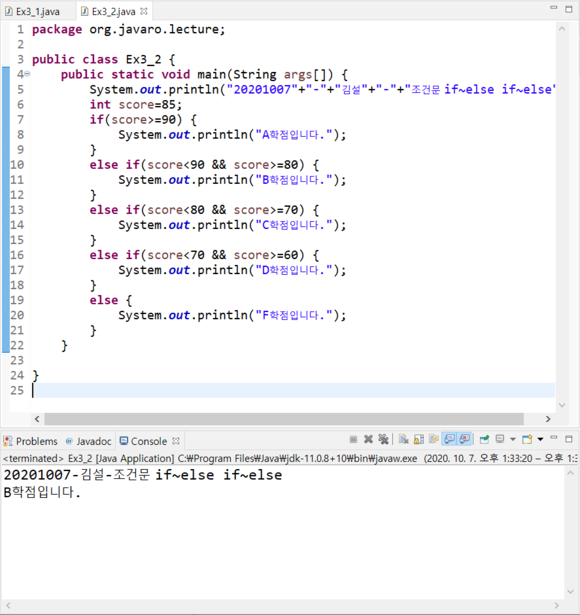 Ex3_1.java Ex3_2.java
1 package org.javaro.lecture;
2
3 public class Ex3_2 {
4 public static void main(String args[]) {
5 System.out.println("20201007"+"-"+"김설"+"-"+"조건문 if~else if~else"
6 int score=85;
7 if(score>=90) {
8 System.out.println("A학점입니다.");
9 }
10 else if(score<90 && score>=80) {
11 System.out.println("B학점입니다.");
12 }
13 else if(score<80 && score>=70) {
14 System.out.println("C학점입니다.");
15 }
16 else if(score<70 && score>=60) {
17 System.out.println("D학점입니다.");
18 }
19 else {
20 System.out.println("F학점입니다.");
21 }
22 }
23
24 }
25
Problems @ Javadoc Console
<terminated> Ex3_2 [Java Application] C:₩Program Files₩Java₩jdk-11.0.8+10₩bin₩javaw.exe (2020. 10. 7. 오후 1:33:20 – 오후 1:3
20201007-김설-조건문 if~else if~else
B학점입니다.